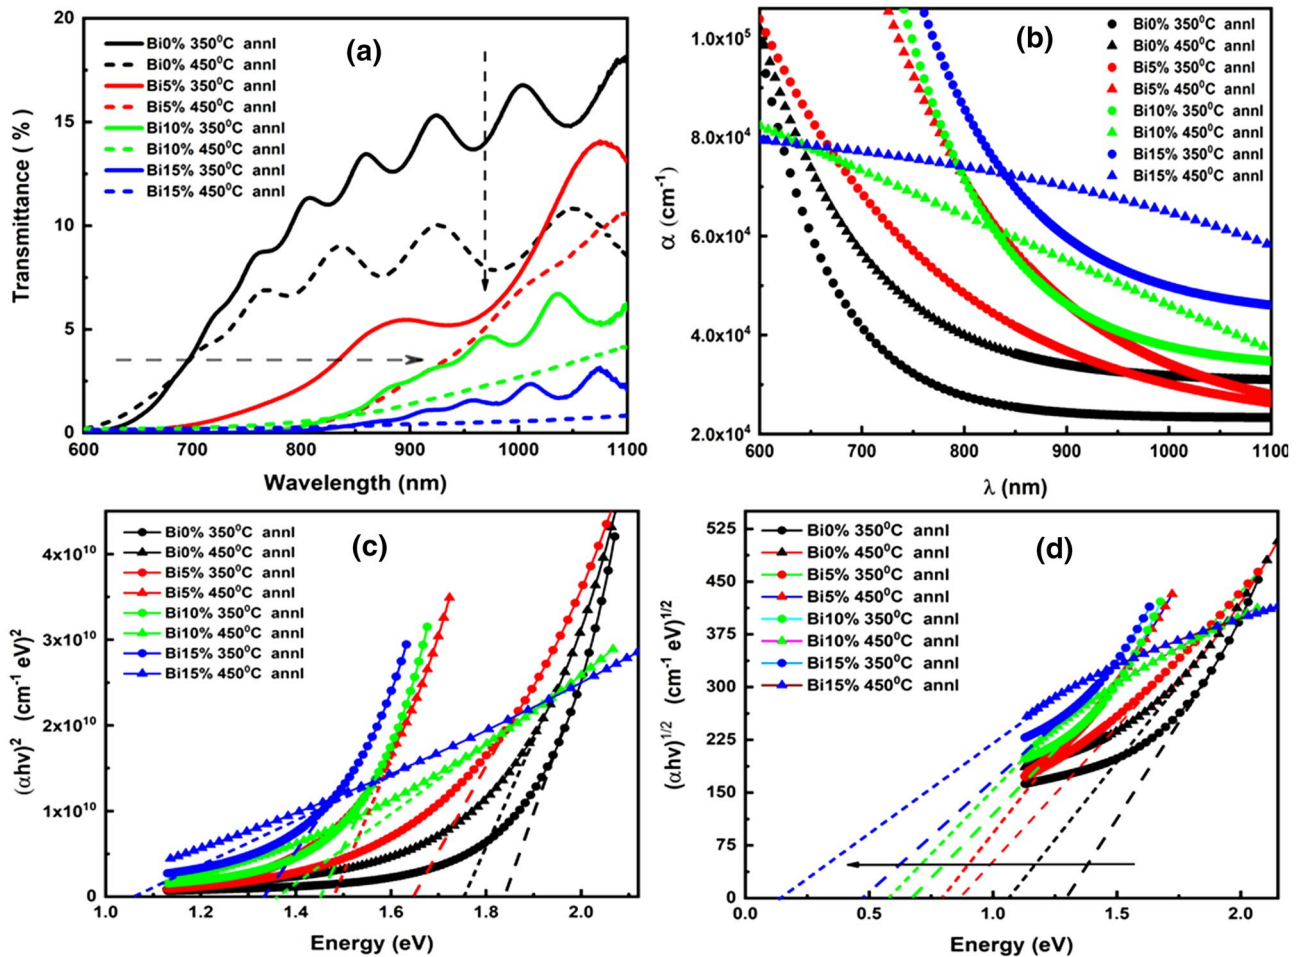 (a)
Bi0% 350⁰C annl
Bi0% 450⁰C annl
Bi5% 350⁰C annl
Bi5% 450⁰C annl
Bi10% 350⁰C annl
Bi10% 450⁰C annl
Bi15% 350⁰C annl
Bi15% 450⁰C annl
Transmittance ( % )
20
15
10
5
0
600 700 800 900 1000 1100
Wavelength (nm)
(b)
Bi0% 350⁰C annl
Bi0% 450⁰C annl
Bi5% 350⁰C annl
Bi5% 450⁰C annl
Bi10% 350⁰C annl
Bi10% 450⁰C annl
Bi15% 350⁰C annl
Bi15% 450⁰C annl
α (cm⁻¹)
1.0x10⁵
8.0x10⁴
6.0x10⁴
4.0x10⁴
2.0x10⁴
600 700 800 900 1000 1100
λ (nm)
(c)
Bi0% 350⁰C annl
Bi0% 450⁰C annl
Bi5% 350⁰C annl
Bi5% 450⁰C annl
Bi10% 350⁰C annl
Bi10% 450⁰C annl
Bi15% 350⁰C annl
Bi15% 450⁰C annl
(αhv)² (cm⁻¹ eV)²
4x10¹⁰
3x10¹⁰
2x10¹⁰
1x10¹⁰
0
1.0 1.2 1.4 1.6 1.8 2.0
Energy (eV)
(d)
Bi0% 350⁰C annl
Bi0% 450⁰C annl
Bi5% 350⁰C annl
Bi5% 450⁰C annl
Bi10% 350⁰C annl
Bi10% 450⁰C annl
Bi15% 350⁰C annl
Bi15% 450⁰C annl
(αhv)¹/² (cm⁻¹ eV)¹/²
525
450
375
300
225
150
75
0
0.0 0.5 1.0 1.5 2.0
Energy (eV)